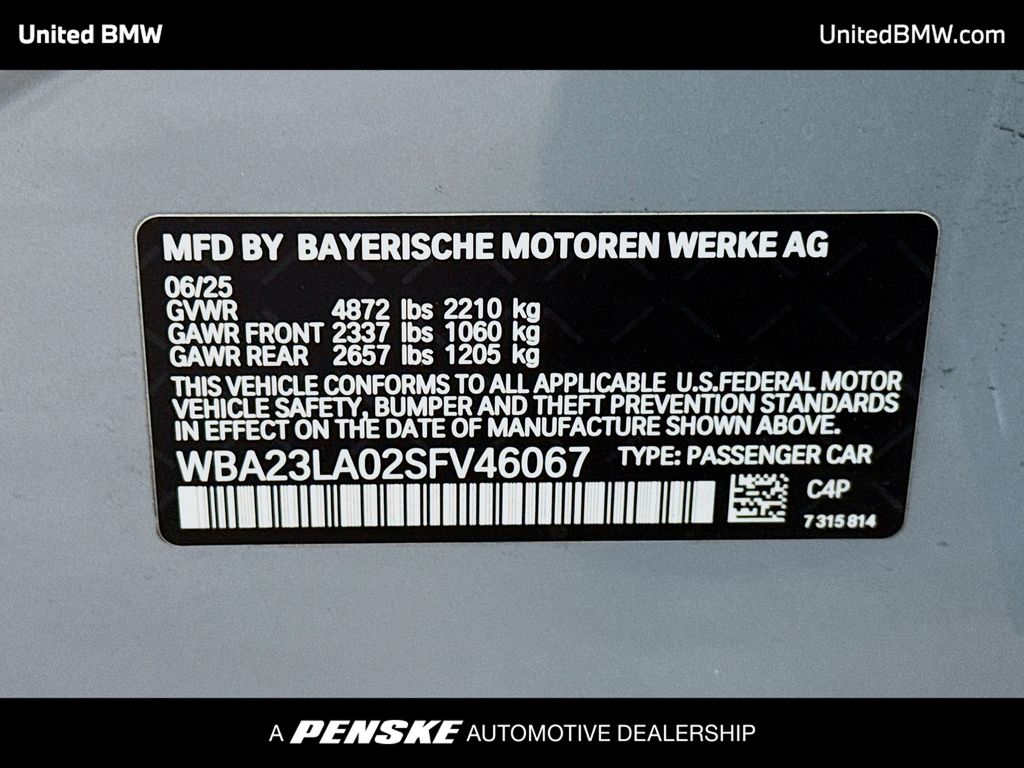 United BMW
UnitedBMW.com
MFD BY BAYERISCHE MOTOREN WERKE AG
06/25
GVWR 4872 lbs 2210 kg
GAWR FRONT 2337 lbs 1060 kg
GAWR REAR 2657 lbs 1205 kg
THIS VEHICLE CONFORMS TO ALL APPLICABLE U.S.FEDERAL MOTOR
VEHICLE SAFETY, BUMPER AND THEFT PREVENTION STANDARDS
IN EFFECT ON THE DATE OF MANUFACTURE SHOWN ABOVE.
WBA23LA02SFV46067 TYPE: PASSENGER CAR
C4P
7 315 814
A PENSKE AUTOMOTIVE DEALERSHIP